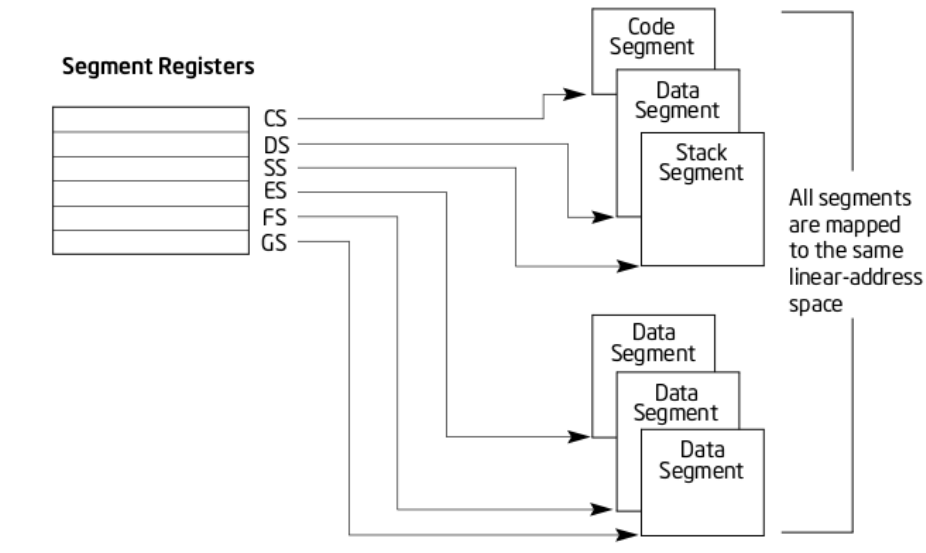 Segment Registers
CS
DS
SS
ES
FS
GS
Code
Segment
Data
Segment
Stack
Segment
Data
Segment
Data
Segment
Data
Segment
All segments
are mapped
to the same
linear-address
space